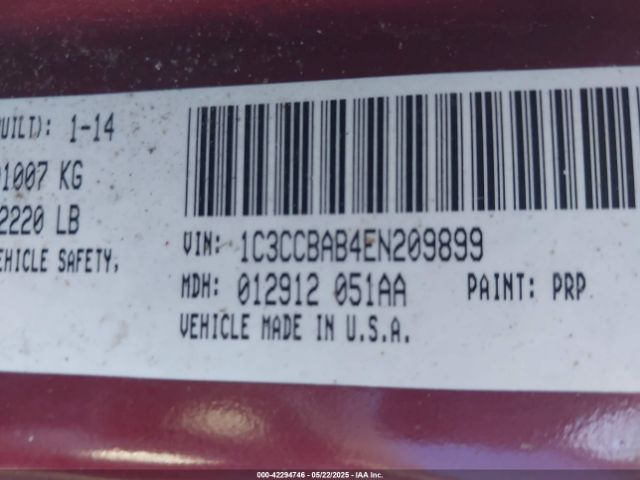 UILT): 1-14
1007 KG
2220 LB
EHICLE SAFETY,
VIN: 1C3CCBAB4EN209899
MDH: 012912 051AA PAINT: PRP
VEHICLE MADE IN U.S.A.
000-42294746 - 05/22/2025 - IAA Inc.